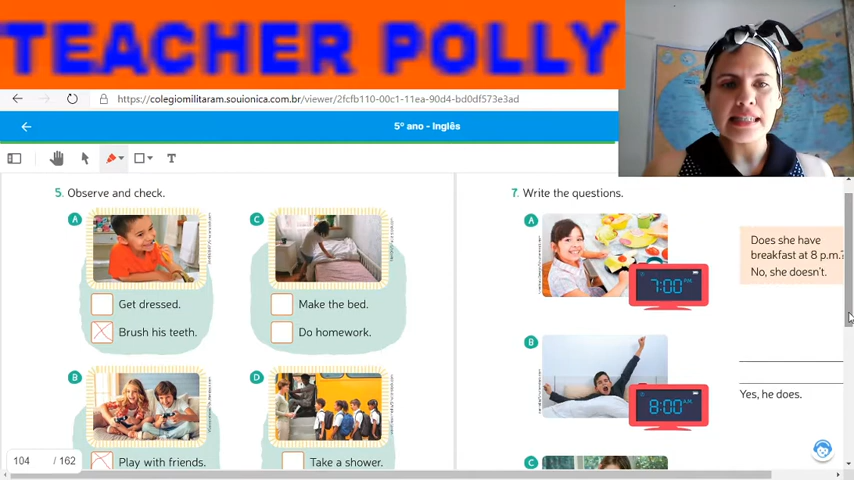 TEACHER POLLY
https://colegiomilitaram.souionica.com.br/viewer/2fcfb110-00c1-11ea-90d4-bd0df573e3ad
5º ano - Inglês
T
5. Observe and check.
A
C
Get dressed.
Brush his teeth.
Make the bed.
Do homework.
B
D
Play with friends.
Take a shower.
7. Write the questions.
A
7:00 P.M.
Does she have
breakfast at 8 p.m.?
No, she doesn't.
B
8:00 A.M.
Yes, he does.
C
104 / 162